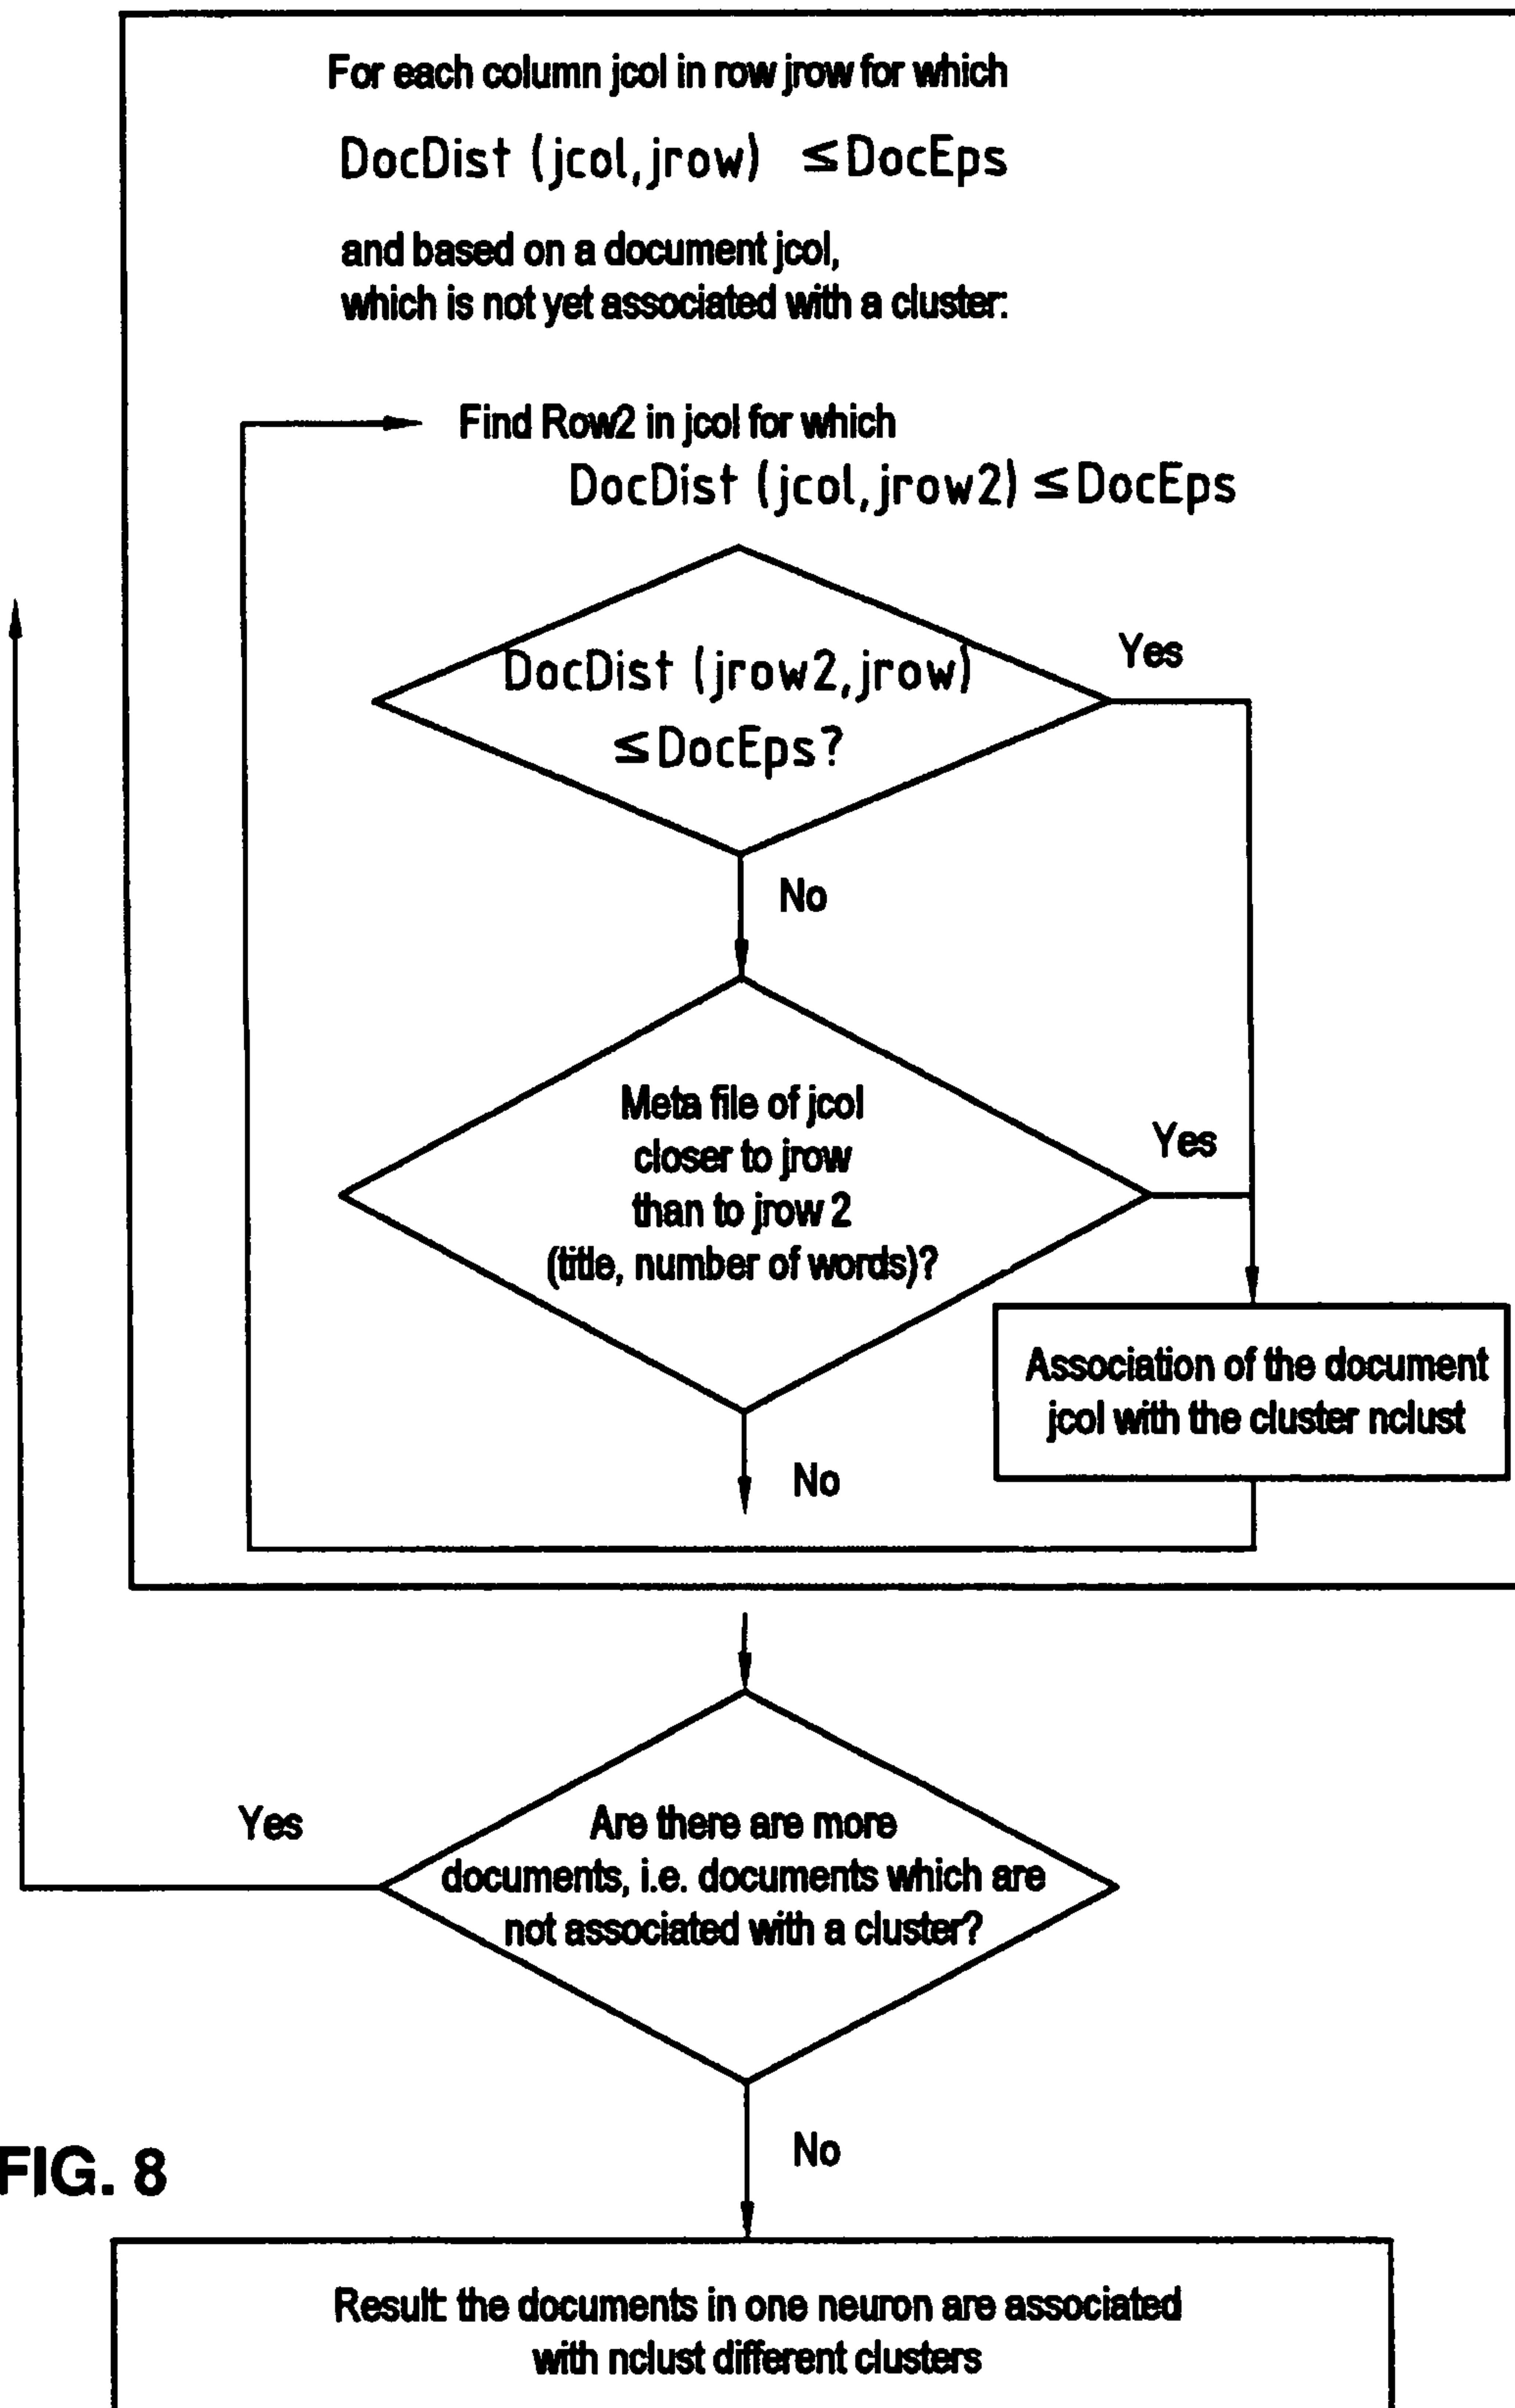 For each column jcol in row jrow for which
DocDist (jcol,jrow) ≤DocEps
and based on a document jcol,
which is not yet associated with a cluster:
Find Row2 in jcol for which
DocDist (jcol,jrow2) ≤DocEps
DocDist (jrow2,jrow)
≤DocEps?
Yes
No
Meta file of jcol
closer to jrow
than to jrow 2
(title, number of words)?
Yes
Association of the document
jcol with the cluster nclust
No
Yes
Are there are more
documents, i.e. documents which are
not associated with a cluster?
No
FIG. 8
Result: the documents in one neuron are associated
with nclust different clusters